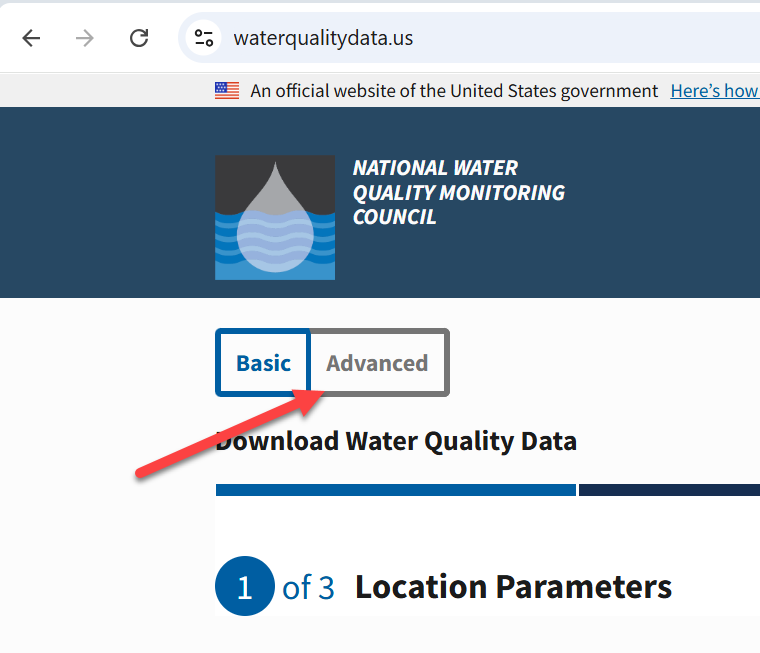 waterqualitydata.us
An official website of the United States government Here's how
NATIONAL WATER
QUALITY MONITORING
COUNCIL
Basic Advanced
Download Water Quality Data
1 of 3 Location Parameters